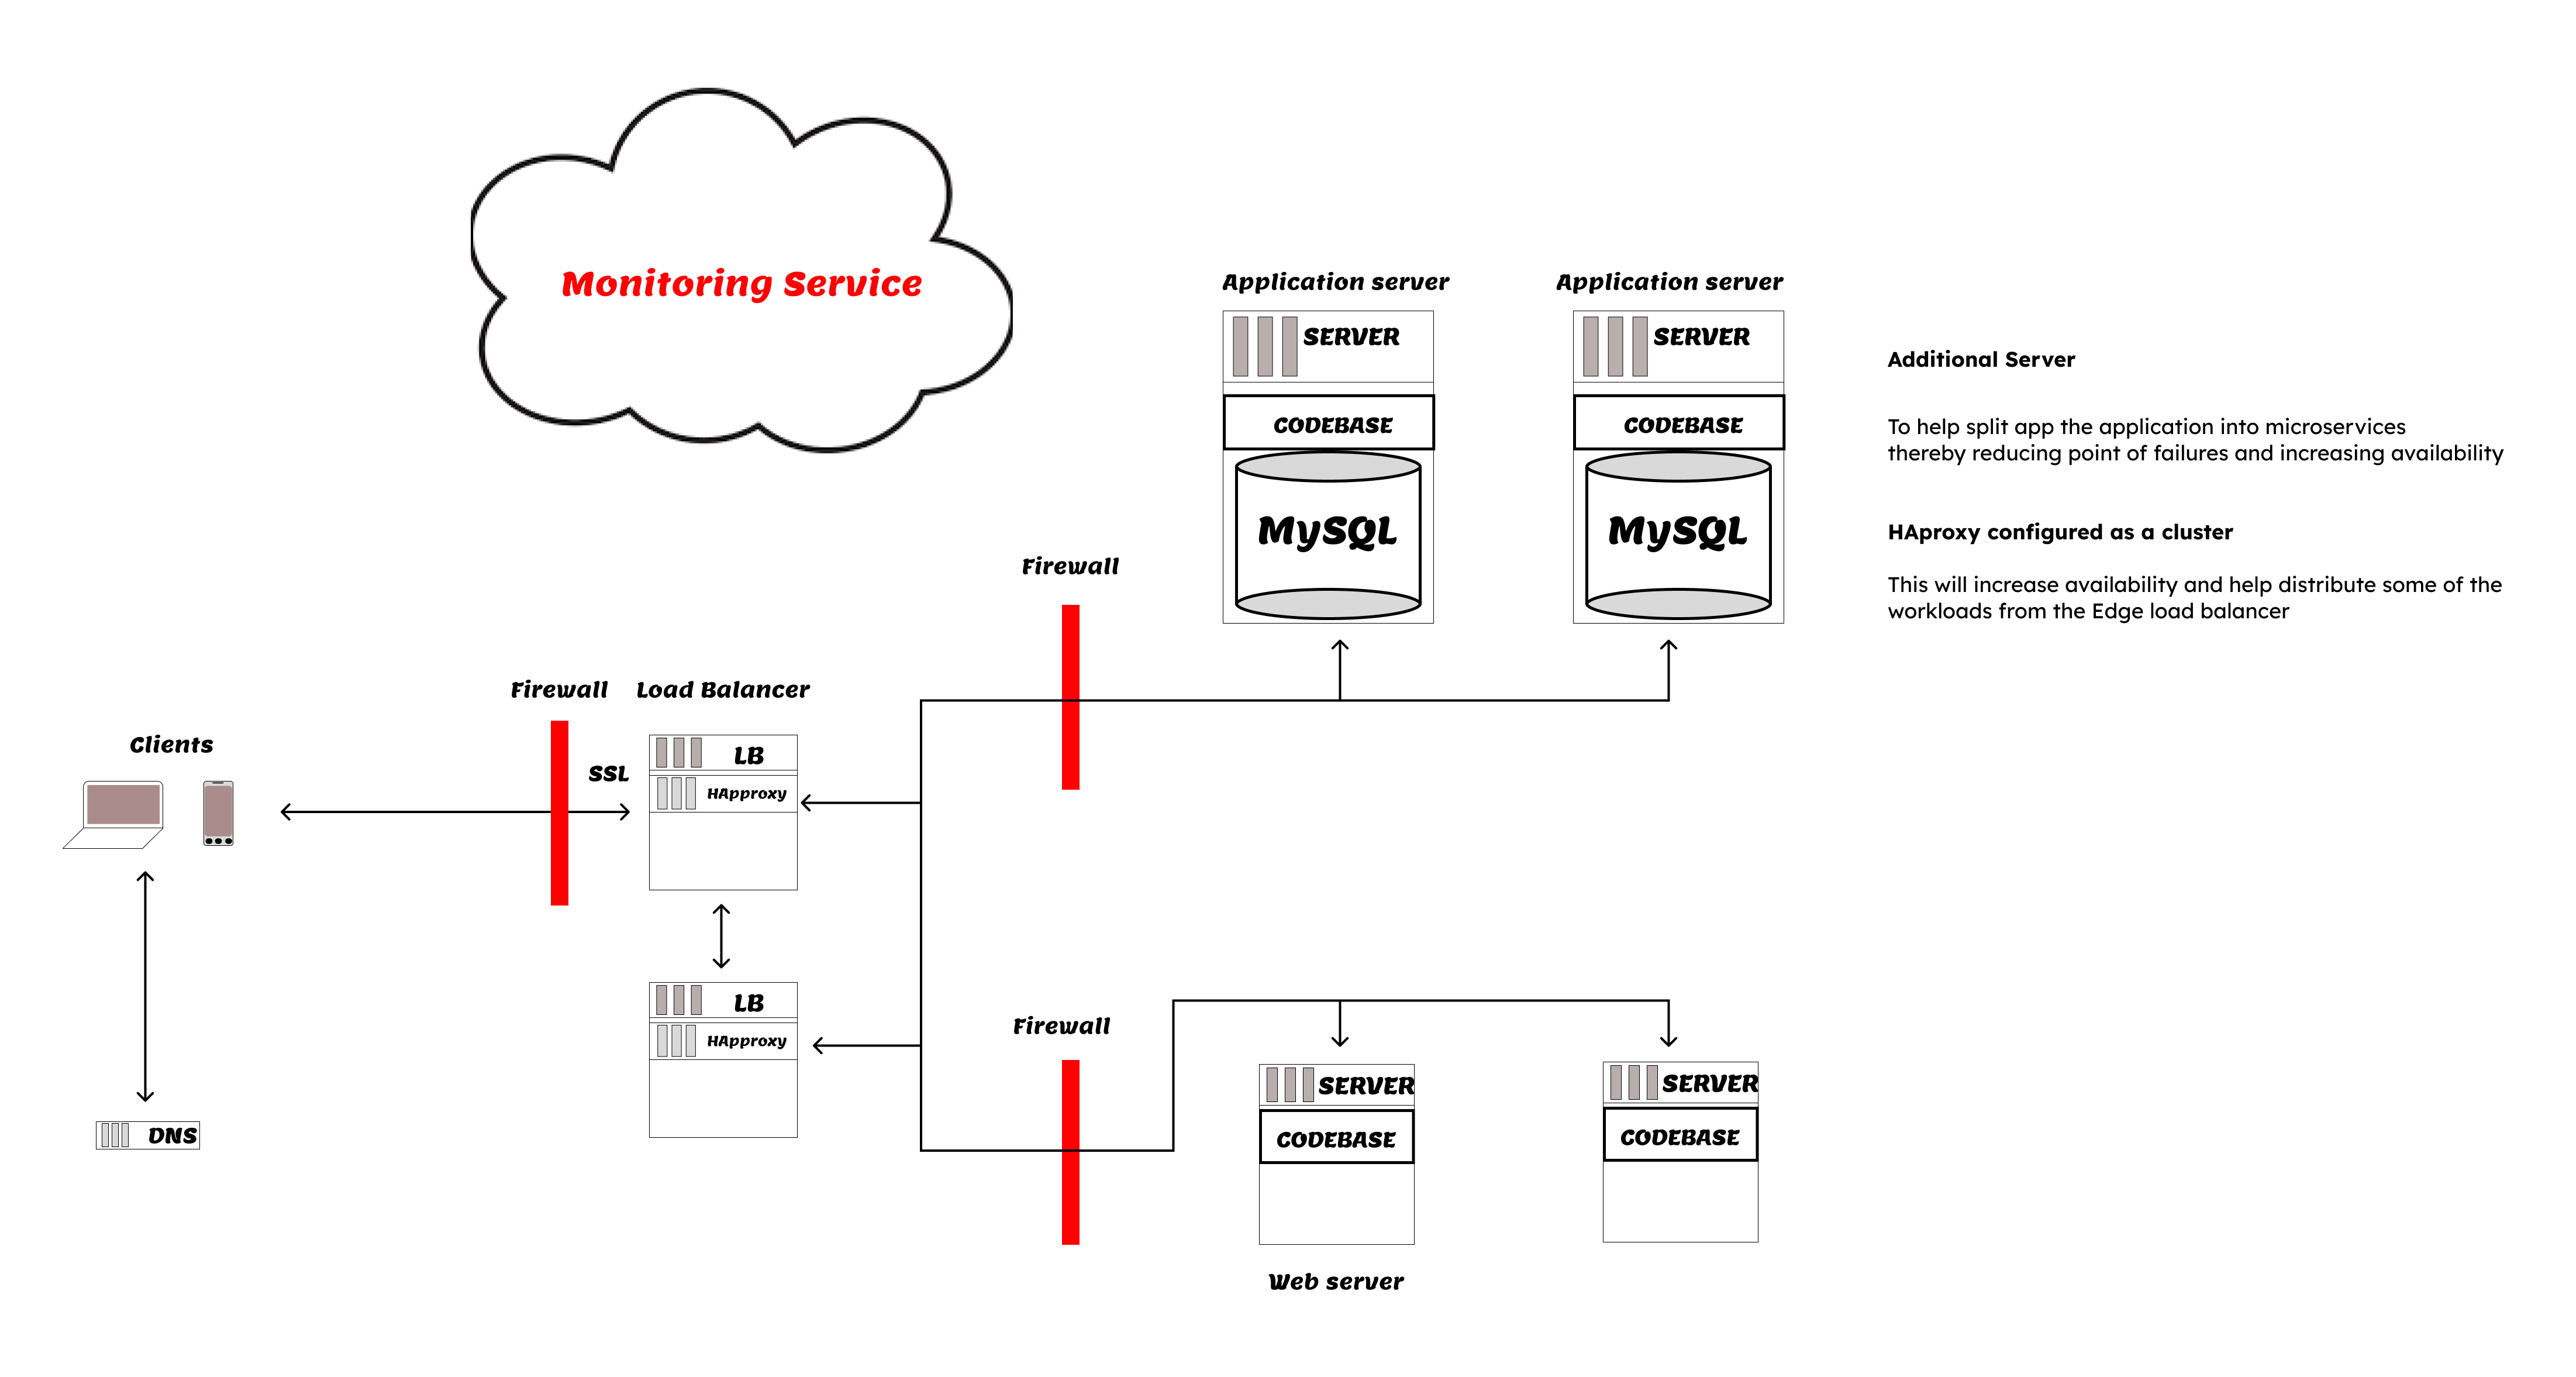 Monitoring Service
Application server
Application server
SERVER
SERVER
CODEBASE
CODEBASE
MySQL
MySQL
Additional Server
To help split app the application into microservices
thereby reducing point of failures and increasing availability
HAproxy configured as a cluster
This will increase availability and help distribute some of the
workloads from the Edge load balancer
Firewall
Firewall
Load Balancer
Clients
SSL
LB
HApproxy
LB
HApproxy
DNS
Firewall
SERVER
SERVER
CODEBASE
CODEBASE
Web server